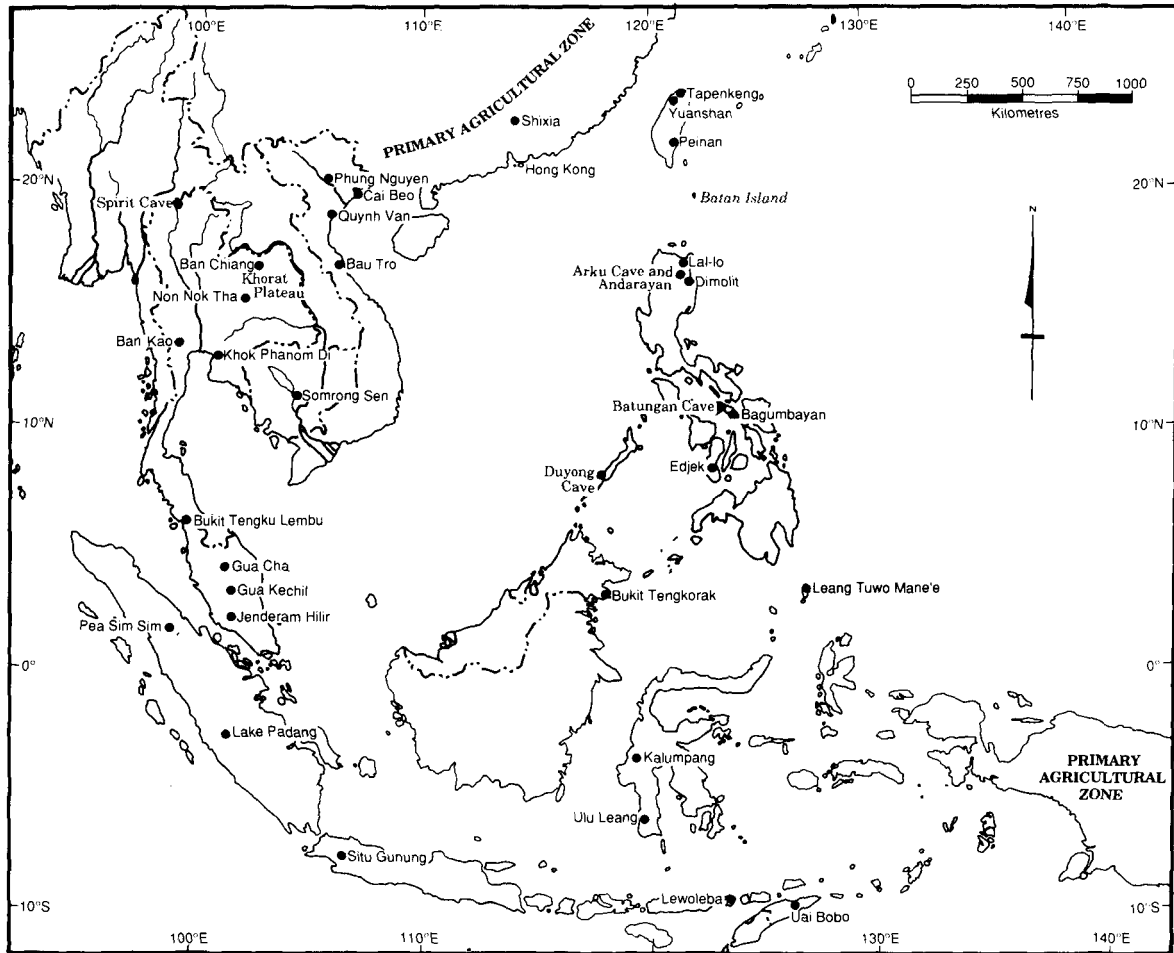 100°E
110°E
120°E
130°E
140°E
PRIMARY AGRICULTURAL ZONE
0 250 500 750 1000
Kilometres
Tapenkeng
Yuanshan
Peinan
Shixia
Hong Kong
20°N
20°N
Phung Nguyen
Cai Beo
Spirit Cave
Quynh Van
Batan Island
N
Ban Chiang
Khorat
Plateau
Bau Tro
Lal-lo
Arku Cave and
Andarayan
Dimolit
Non Nok Tha
Ban Kao
Khok Phanom Di
Somrong Sen
Batungan Cave
Bagumbayan
10°N
10°N
Edjek
Duyong
Cave
Bukit Tengku Lembu
Gua Cha
Gua Kechil
Jenderam Hilir
Pea Sim Sim
Bukit Tengkorak
Leang Tuwo Mane'e
0°
0°
Lake Padang
Kalumpang
PRIMARY
AGRICULTURAL
ZONE
Ulu Leang
Situ Gunung
Lewoleba
Uai Bobo
10°S
10°S
100°E
110°E
130°E
140°E